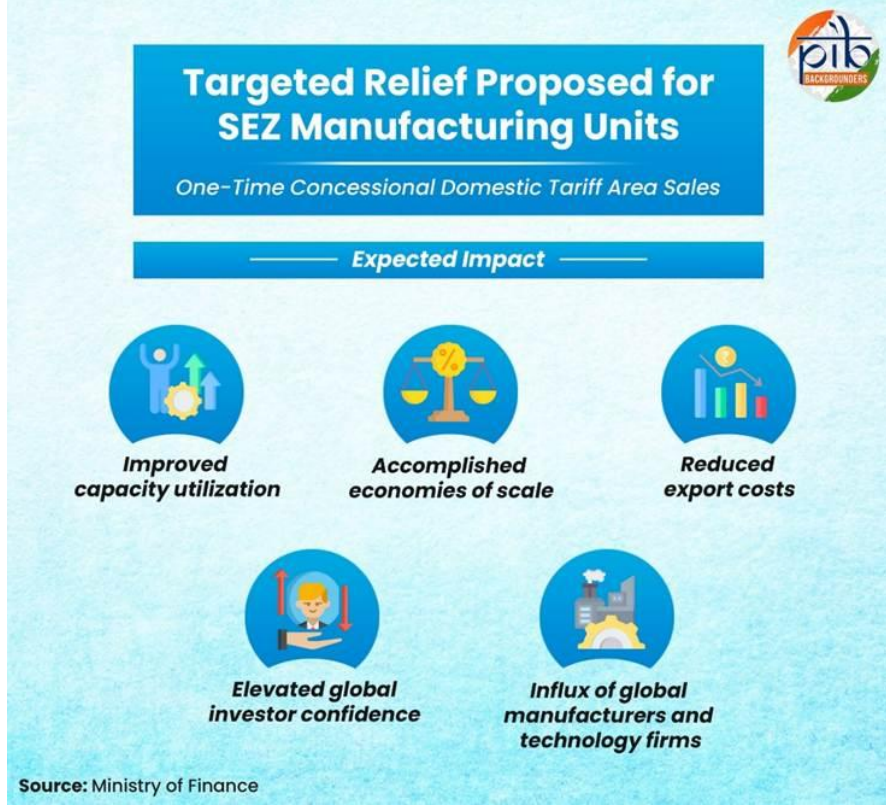 pib
BACKGROUNDERS
Targeted Relief Proposed for
SEZ Manufacturing Units
One-Time Concessional Domestic Tariff Area Sales
Expected Impact
%
?
Improved
capacity utilization
Accomplished
economies of scale
Reduced
export costs
Elevated global
investor confidence
Influx of global
manufacturers and
technology firms
Source: Ministry of Finance